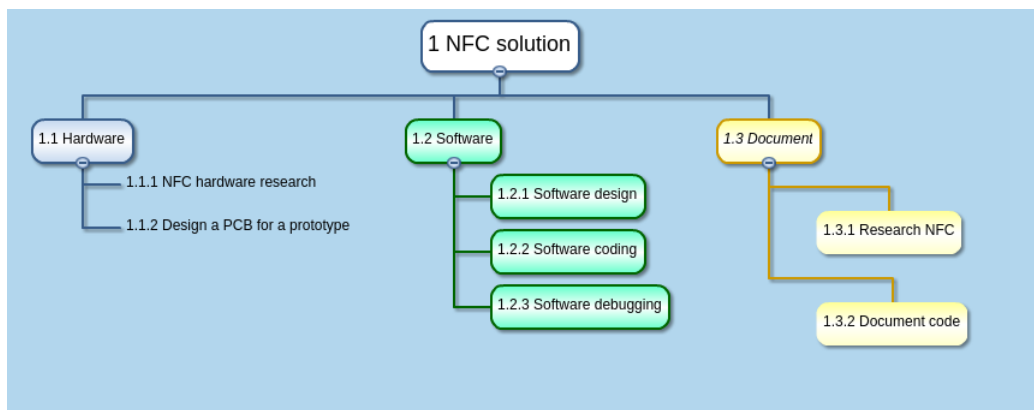 1 NFC solution
1.1 Hardware
1.2 Software
1.3 Document
1.1.1 NFC hardware research
1.1.2 Design a PCB for a prototype
1.2.1 Software design
1.2.2 Software coding
1.2.3 Software debugging
1.3.1 Research NFC
1.3.2 Document code